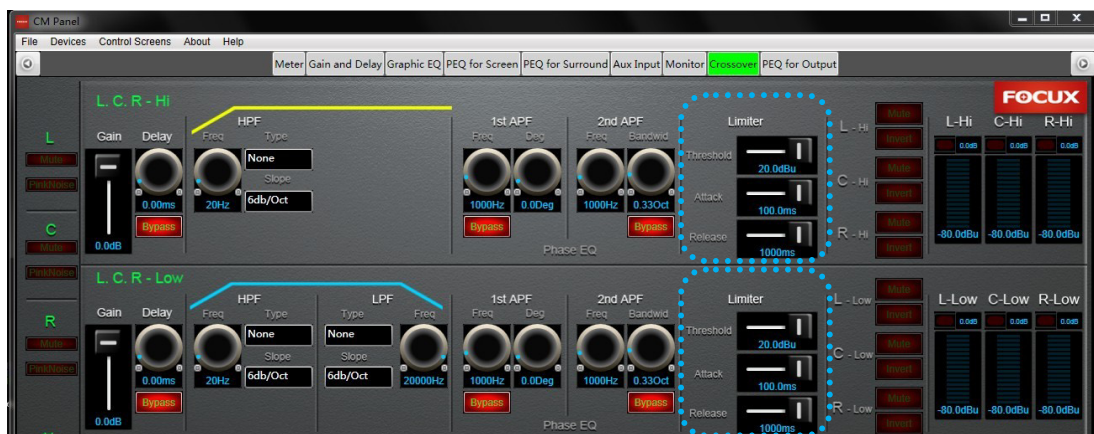 CM Panel
File Devices Control Screens About Help
Meter Gain and Delay Graphic EQ PEQ for Screen PEQ for Surround Aux Input Monitor Crossover PEQ for Output
FOCUX
L. C. R - Hi
L
Mute
PinkNoise
C
Mute
PinkNoise
R
Mute
PinkNoise
Gain Delay
0.0dB
0.00ms
Bypass
HPF
Freq Type
None
Slope
20Hz 6db/Oct
1st APF
Freq Deg
1000Hz 0.0Deg
Bypass
2nd APF
Freq Bandwid
1000Hz 0.33Oct
Bypass
Phase EQ
Limiter
Threshold
20.0dBu
Attack
100.0ms
Release
1000ms
L - Hi
Mute
Invert
C - Hi
Mute
Invert
R - Hi
Mute
Invert
L-Hi C-Hi R-Hi
0.0dB 0.0dB 0.0dB
-80.0dBu -80.0dBu -80.0dBu
L. C. R - Low
Gain Delay
0.0dB
0.00ms
Bypass
HPF
Freq Type
None
Slope
20Hz 6db/Oct
LPF
Type Freq
None
Slope
6db/Oct 20000Hz
1st APF
Freq Deg
1000Hz 0.0Deg
Bypass
2nd APF
Freq Bandwid
1000Hz 0.33Oct
Bypass
Phase EQ
Limiter
Threshold
20.0dBu
Attack
100.0ms
Release
1000ms
L - Low
Mute
Invert
C - Low
Mute
Invert
R - Low
Mute
Invert
L-Low C-Low R-Low
0.0dB 0.0dB 0.0dB
-80.0dBu -80.0dBu -80.0dBu